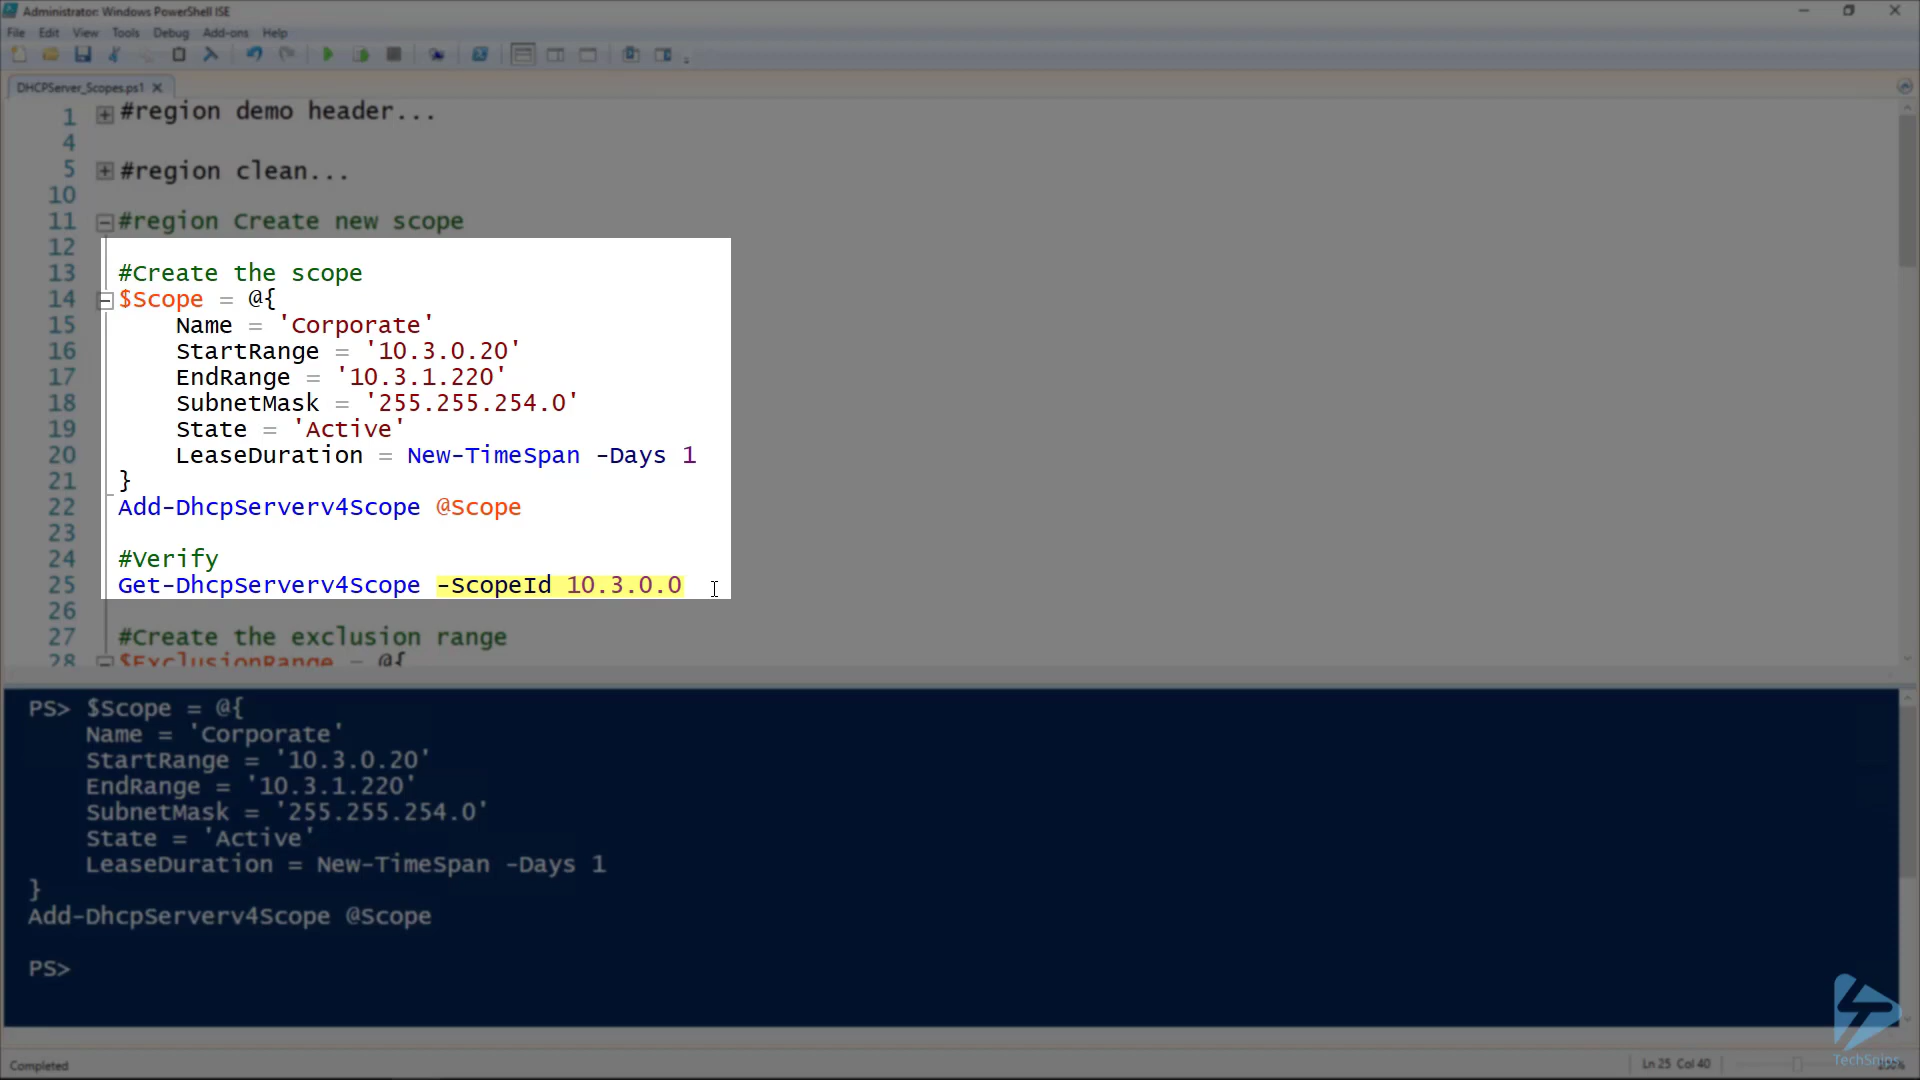 Administrator: Windows PowerShell ISE
File Edit View Tools Debug Add-ons Help
DHCPServer_Scopes.ps1
1 #region demo header...
4
5 #region clean...
10
11 #region Create new scope
12
13 #Create the scope
14 $Scope = @{
15 Name = 'Corporate'
16 StartRange = '10.3.0.20'
17 EndRange = '10.3.1.220'
18 SubnetMask = '255.255.254.0'
19 State = 'Active'
20 LeaseDuration = New-TimeSpan -Days 1
21 }
22 Add-DhcpServerv4Scope @Scope
23
24 #Verify
25 Get-DhcpServerv4Scope -ScopeId 10.3.0.0
26
27 #Create the exclusion range
28 $ExclusionRange = @{
PS> $Scope = @{
Name = 'Corporate'
StartRange = '10.3.0.20'
EndRange = '10.3.1.220'
SubnetMask = '255.255.254.0'
State = 'Active'
LeaseDuration = New-TimeSpan -Days 1
}
Add-DhcpServerv4Scope @Scope
PS>
Completed
Ln 25 Col 40
TechSnips